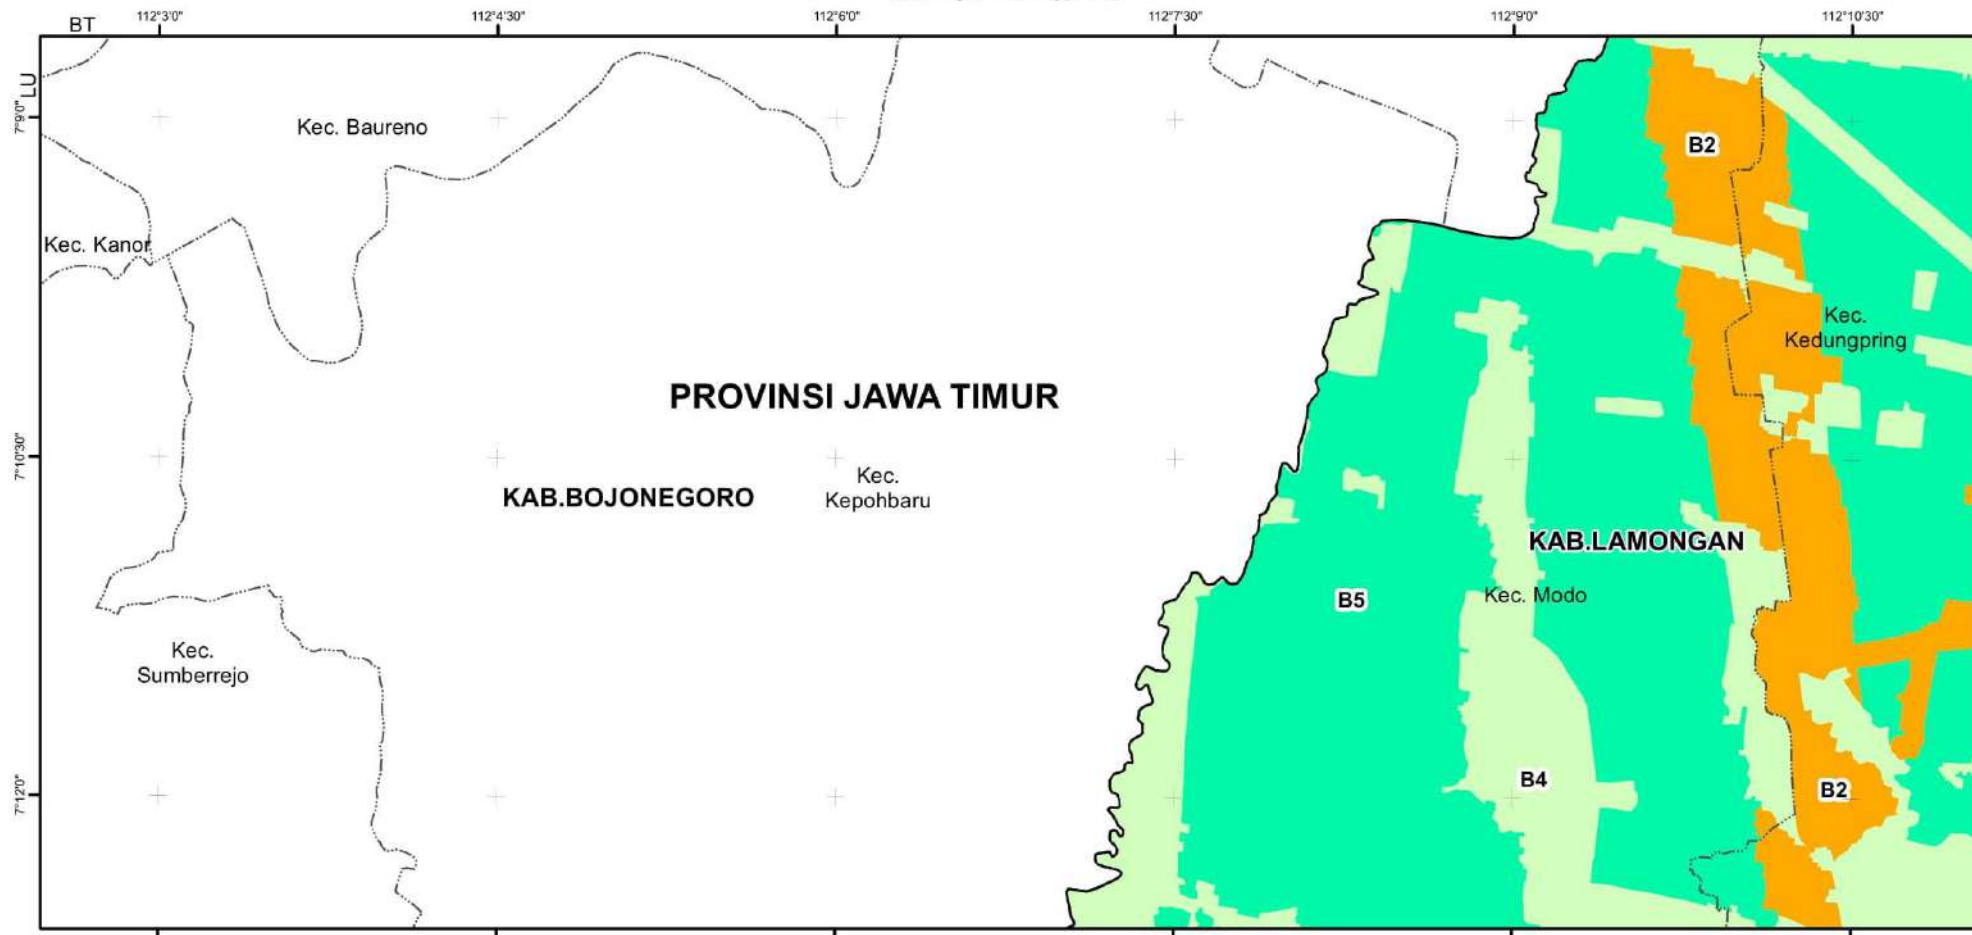 BT
112°3'0"
112°4'30"
112°6'0"
112°7'30"
112°9'0"
112°10'30"
LU
7°9'0"
Kec. Baureno
B2
Kec. Kanor
Kec.
Kedungpring
PROVINSI JAWA TIMUR
7°10'30"
KAB.BOJONEGORO
Kec.
Kepohbaru
KAB.LAMONGAN
B5
Kec. Modo
Kec.
Sumberrejo
7°12'0"
B4
B2